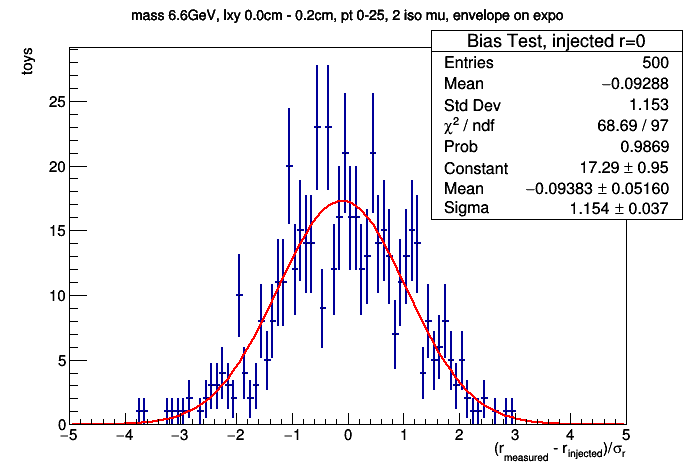 mass 6.6GeV, lxy 0.0cm - 0.2cm, pt 0-25, 2 iso mu, envelope on expo
Bias Test, injected r=0
Entries 500
Mean −0.09288
Std Dev 1.153
χ² / ndf 68.69 / 97
Prob 0.9869
Constant 17.29 ± 0.95
Mean −0.09383 ± 0.05160
Sigma 1.154 ± 0.037
toys
25
20
15
10
5
0
−5 −4 −3 −2 −1 0 1 2 3 4 5
(r_measured - r_injected)/σ_r